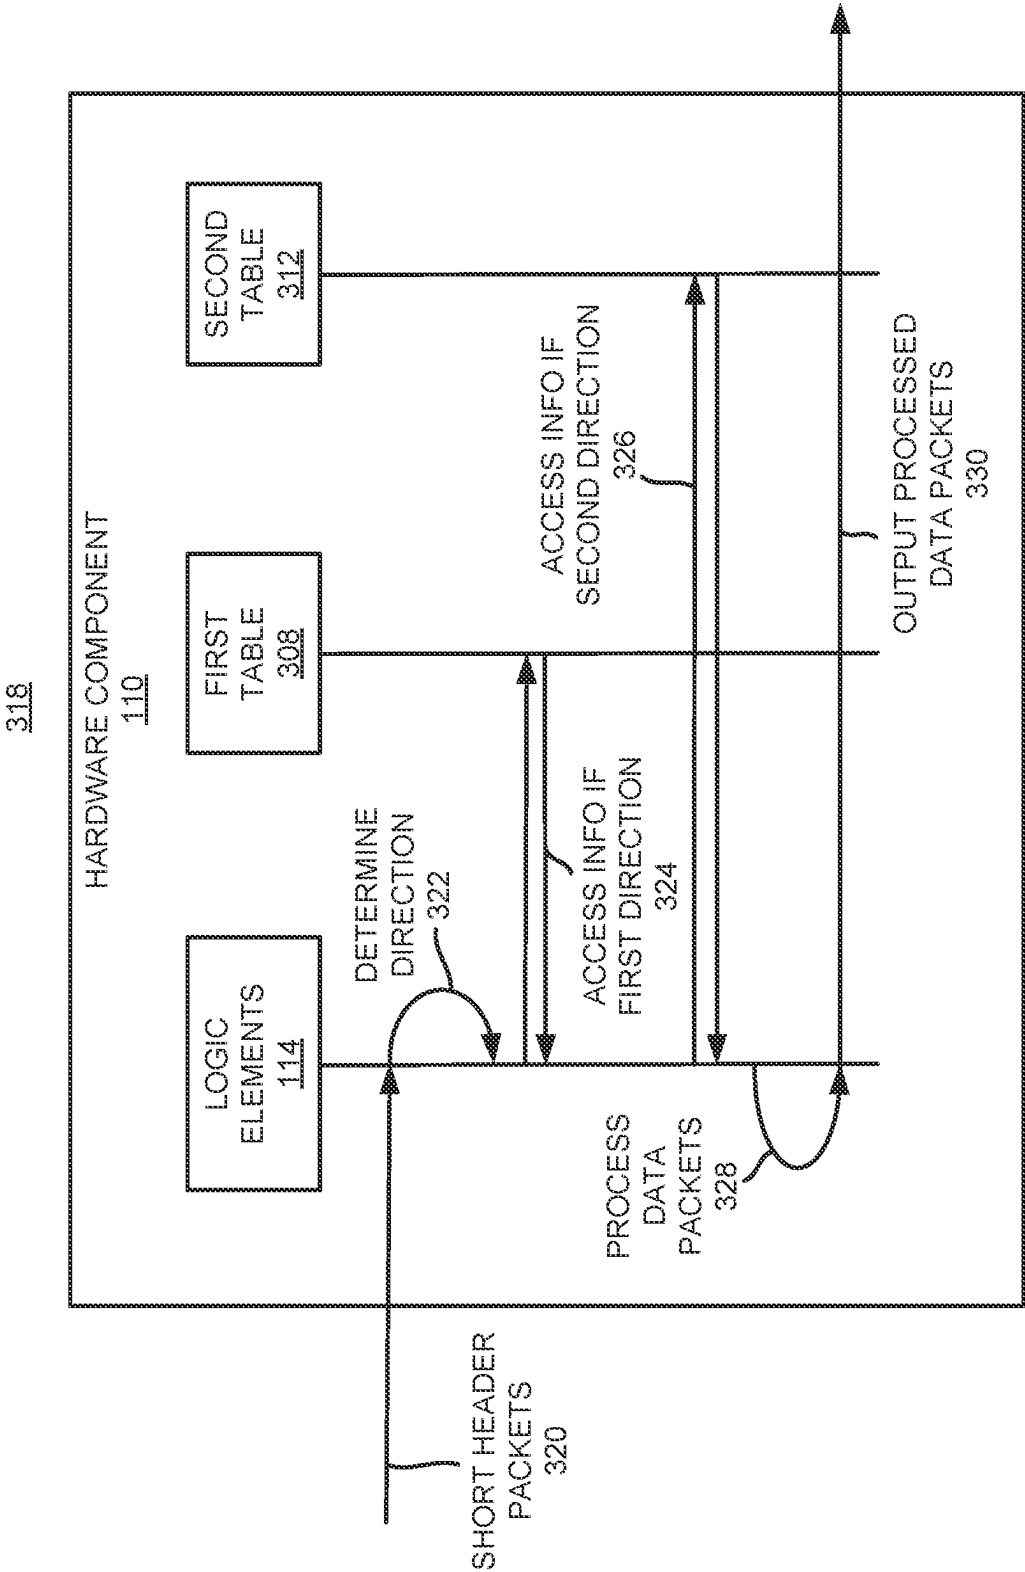 318
HARDWARE COMPONENT
110
LOGIC
ELEMENTS
114
FIRST
TABLE
308
SECOND
TABLE
312
SHORT HEADER
PACKETS
320
DETERMINE
DIRECTION
322
ACCESS INFO IF
FIRST DIRECTION
324
ACCESS INFO IF
SECOND DIRECTION
326
PROCESS
DATA
PACKETS
328
OUTPUT PROCESSED
DATA PACKETS
330